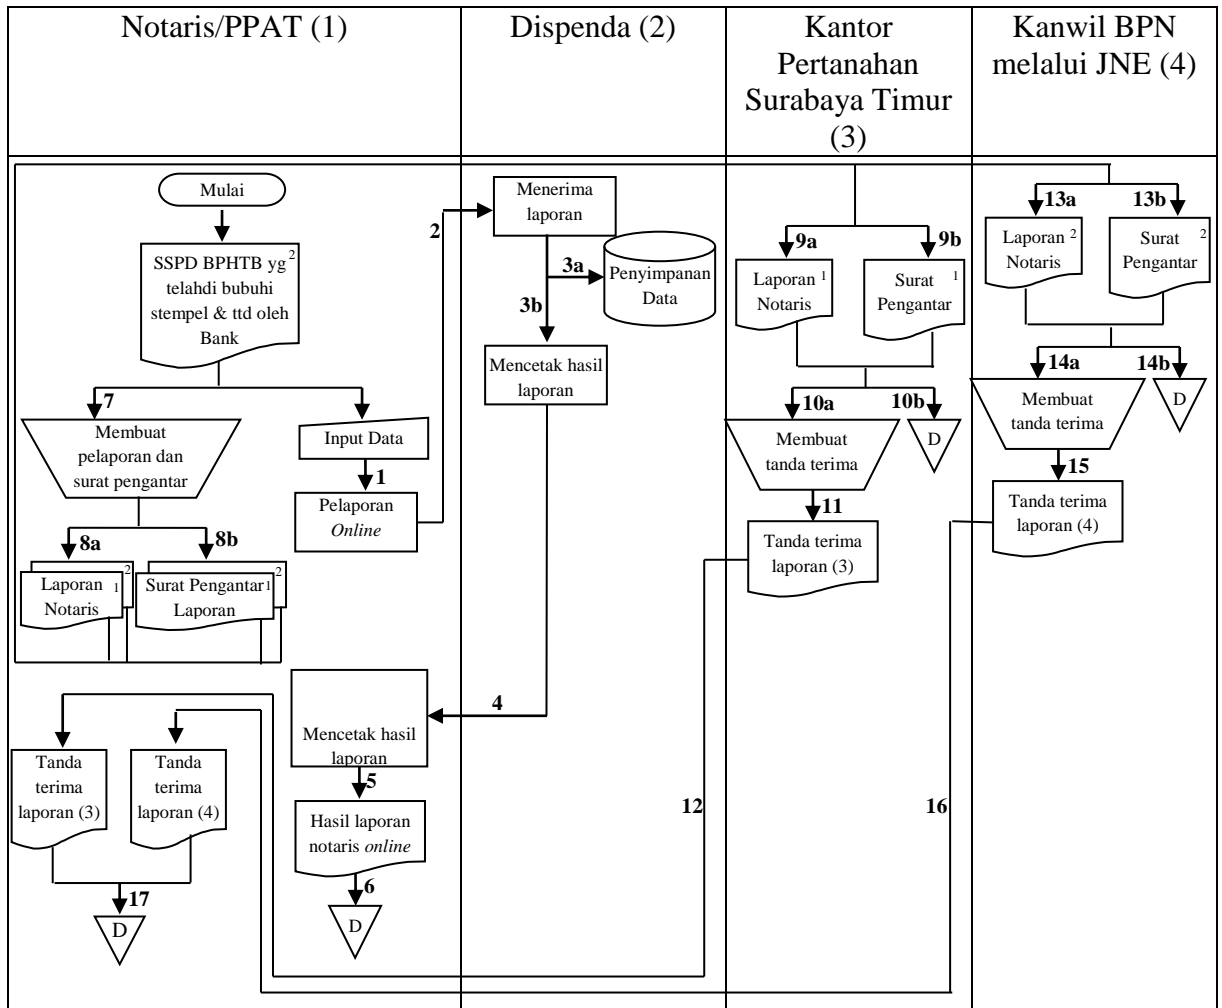 Notaris/PPAT (1)
Dispenda (2)
Kantor
Pertanahan
Surabaya Timur
(3)
Kanwil BPN
melalui JNE (4)
Mulai
SSPD BPHTB yg 2
telahdi bubuhi
stempel & ttd oleh
Bank
7
Membuat
pelaporan dan
surat pengantar
Input Data
1
Pelaporan
Online
2
8a
8b
Laporan 1 2
Notaris
Surat Pengantar 1 2
Laporan
Menerima
laporan
3a
Penyimpanan
Data
3b
Mencetak hasil
laporan
4
Mencetak hasil
laporan
5
Hasil laporan
notaris online
6
D
9a
9b
Laporan 1
Notaris
Surat 1
Pengantar
10a
10b
Membuat
tanda terima
D
11
Tanda terima
laporan (3)
12
13a
13b
Laporan 2
Notaris
Surat 2
Pengantar
14a
14b
Membuat
tanda terima
D
15
Tanda terima
laporan (4)
16
Tanda
terima
laporan (3)
Tanda
terima
laporan (4)
17
D